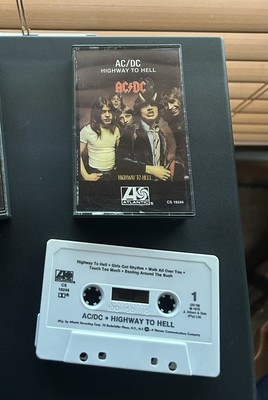 AC/DC
HIGHWAY TO HELL
AC/DC
HIGHWAY TO HELL
ATLANTIC
CS 19244
ATLANTIC
CS
19244
Highway To Hell • Girls Got Rhythm • Walk All Over You •
Touch Too Much • Beating Around the Bush
1
AC/DC • HIGHWAY TO HELL